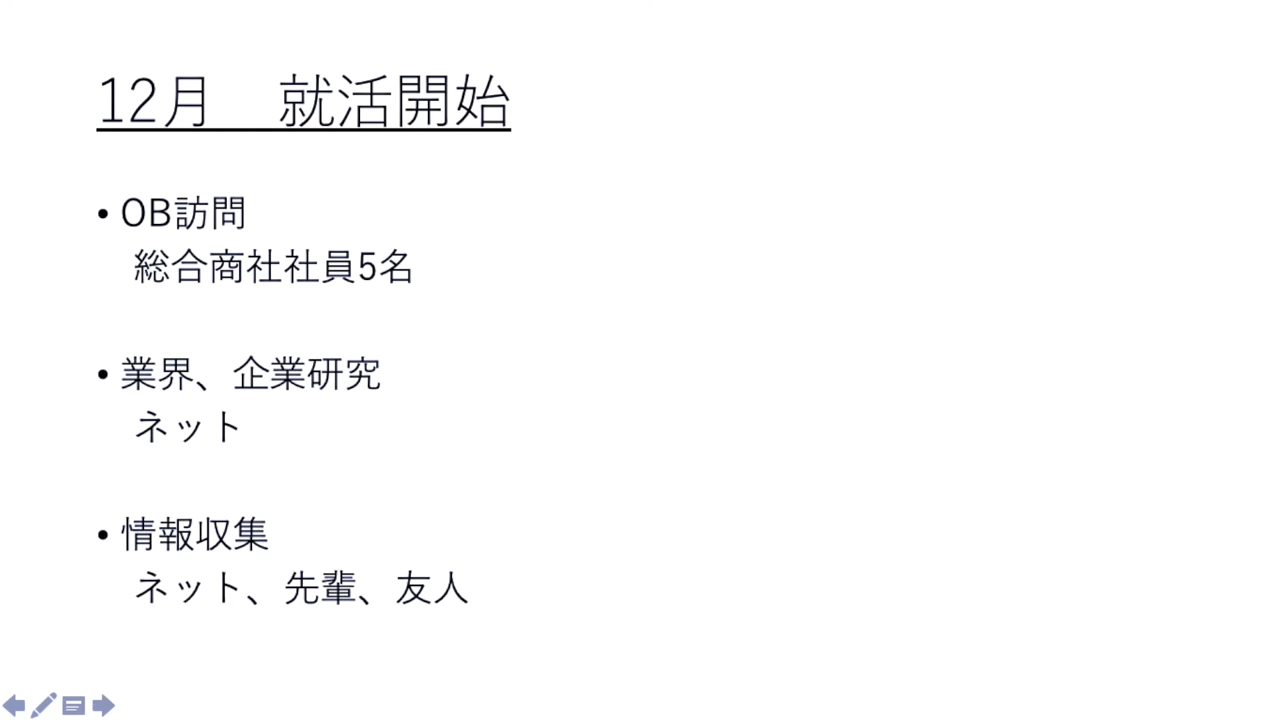 12月　就活開始
• OB訪問
総合商社社員5名
• 業界、企業研究
ネット
• 情報収集
ネット、先輩、友人